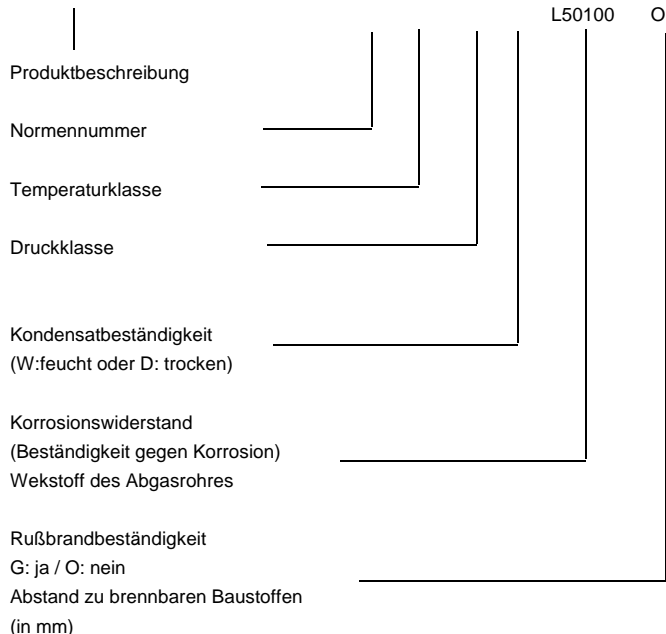 L50100 O
Produktbeschreibung
Normennummer
Temperaturklasse
Druckklasse
Kondensatbeständigkeit
(W:feucht oder D: trocken)
Korrosionswiderstand
(Beständigkeit gegen Korrosion)
Wekstoff des Abgasrohres
Rußbrandbeständigkeit
G: ja / O: nein
Abstand zu brennbaren Baustoffen
(in mm)